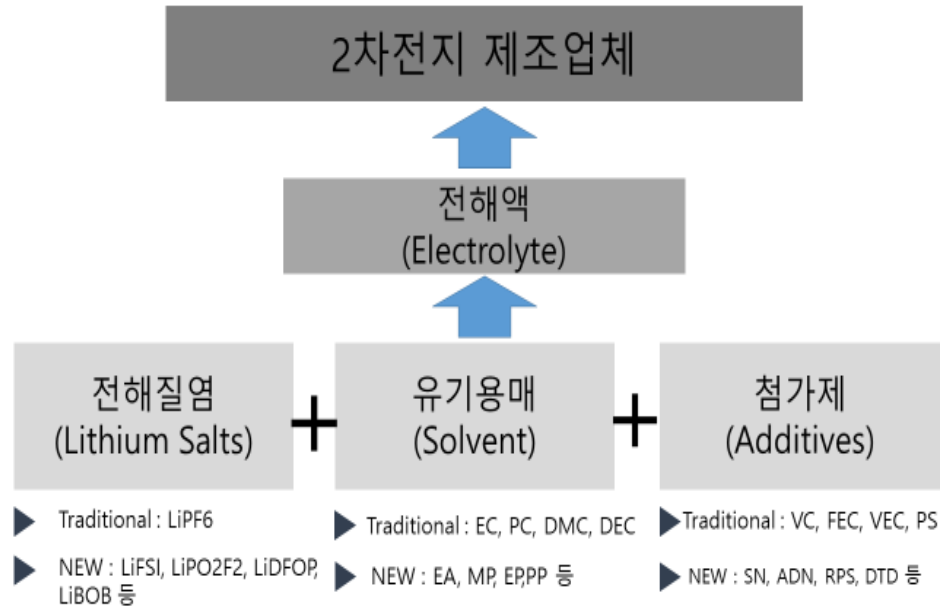 2차전지 제조업체
전해액
(Electrolyte)
전해질염
(Lithium Salts)
+
유기용매
(Solvent)
+
첨가제
(Additives)
Traditional : LiPF6
NEW : LiFSI, LiPO2F2, LiDFOP,
LiBOB 등
Traditional : EC, PC, DMC, DEC
NEW : EA, MP, EP,PP 등
Traditional : VC, FEC, VEC, PS
NEW : SN, ADN, RPS, DTD 등